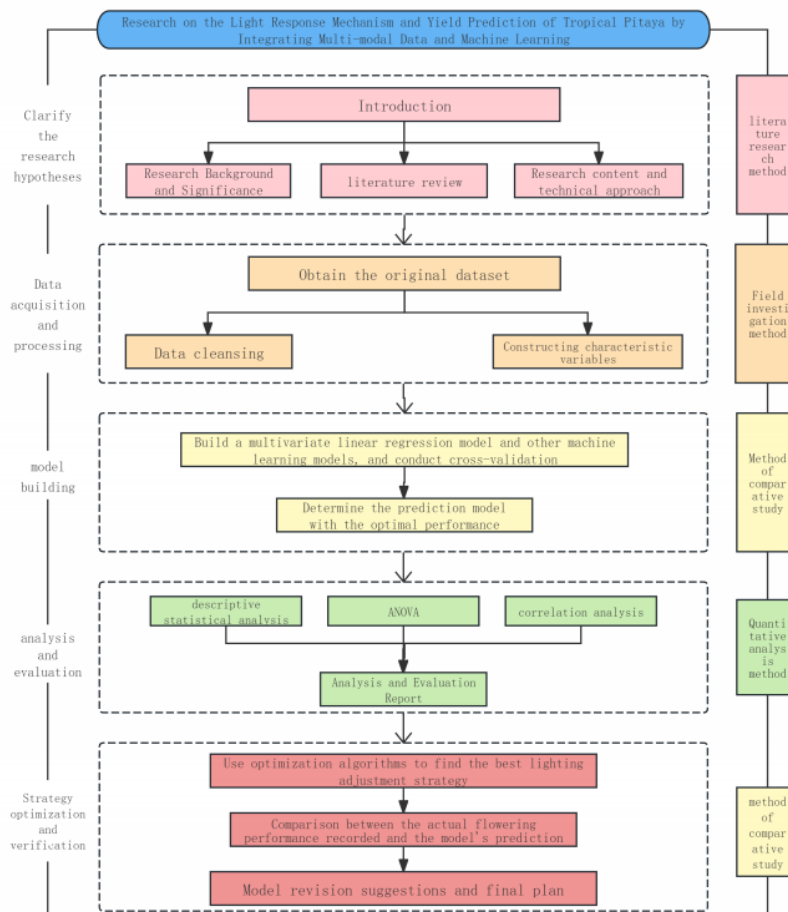 Research on the Light Response Mechanism and Yield Prediction of Tropical Pitaya by
Integrating Multi-modal Data and Machine Learning
Clarify
the
research
hypotheses
Introduction
Research Background
and Significance
literature review
Research content and
technical approach
litera
ture
resear
ch
method
Data
acquisition
and
processing
Obtain the original dataset
Data cleansing
Constructing characteristic
variables
Field
investi
gation
method
model
building
Build a multivariate linear regression model and other machine
learning models, and conduct cross-validation
Determine the prediction model
with the optimal performance
Method
of
compar
ative
study
analysis
and
evaluation
descriptive
statistical analysis
ANOVA
correlation analysis
Analysis and Evaluation
Report
Quanti
tative
analys
is
method
Strategy
optimization
and
verification
Use optimization algorithms to find the best lighting
adjustment strategy
Comparison between the actual flowering
performance recorded and the model's prediction
Model revision suggestions and final plan
method
of
compar
ative
study